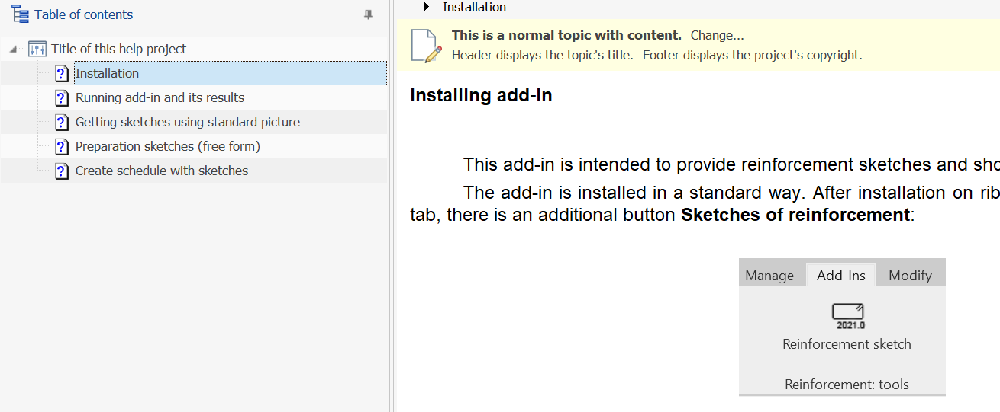 Table of contents
Title of this help project
Installation
Running add-in and its results
Getting sketches using standard picture
Preparation sketches (free form)
Create schedule with sketches
Installation
This is a normal topic with content. Change...
Header displays the topic's title. Footer displays the project's copyright.
Installing add-in
This add-in is intended to provide reinforcement sketches and
The add-in is installed in a standard way. After installation on
tab, there is an additional button Sketches of reinforcement:
Manage Add-Ins Modify
2021.0
Reinforcement sketch
Reinforcement: tools